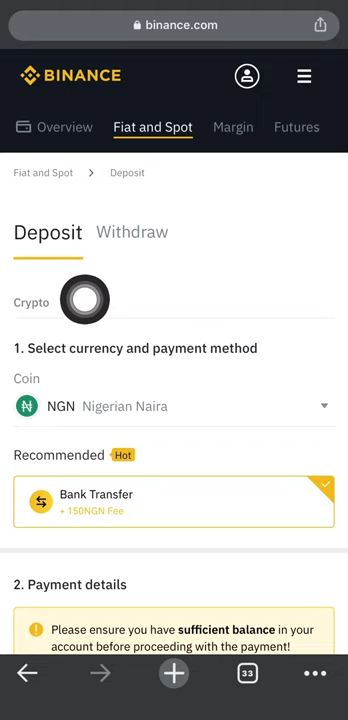 binance.com
BINANCE
Overview Fiat and Spot Margin Futures
Fiat and Spot > Deposit
Deposit Withdraw
Crypto
1. Select currency and payment method
Coin
NGN Nigerian Naira
Recommended Hot
Bank Transfer
+ 150NGN Fee
2. Payment details
Please ensure you have sufficient balance in your
account before proceeding with the payment!
33